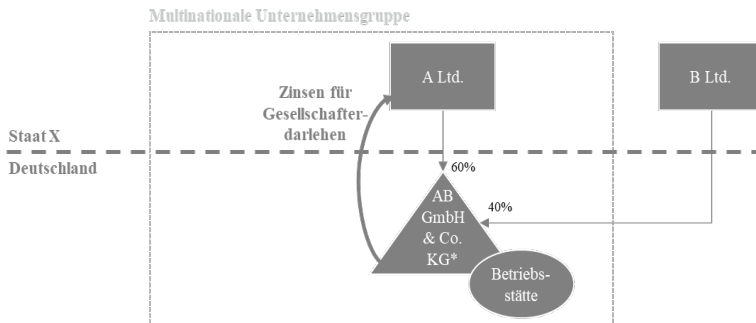 Multinationale Unternehmensgruppe
A Ltd.
B Ltd.
Zinsen für
Gesellschafter-
darlehen
Staat X
Deutschland
60%
40%
AB
GmbH
& Co.
KG*
Betriebs-
stätte